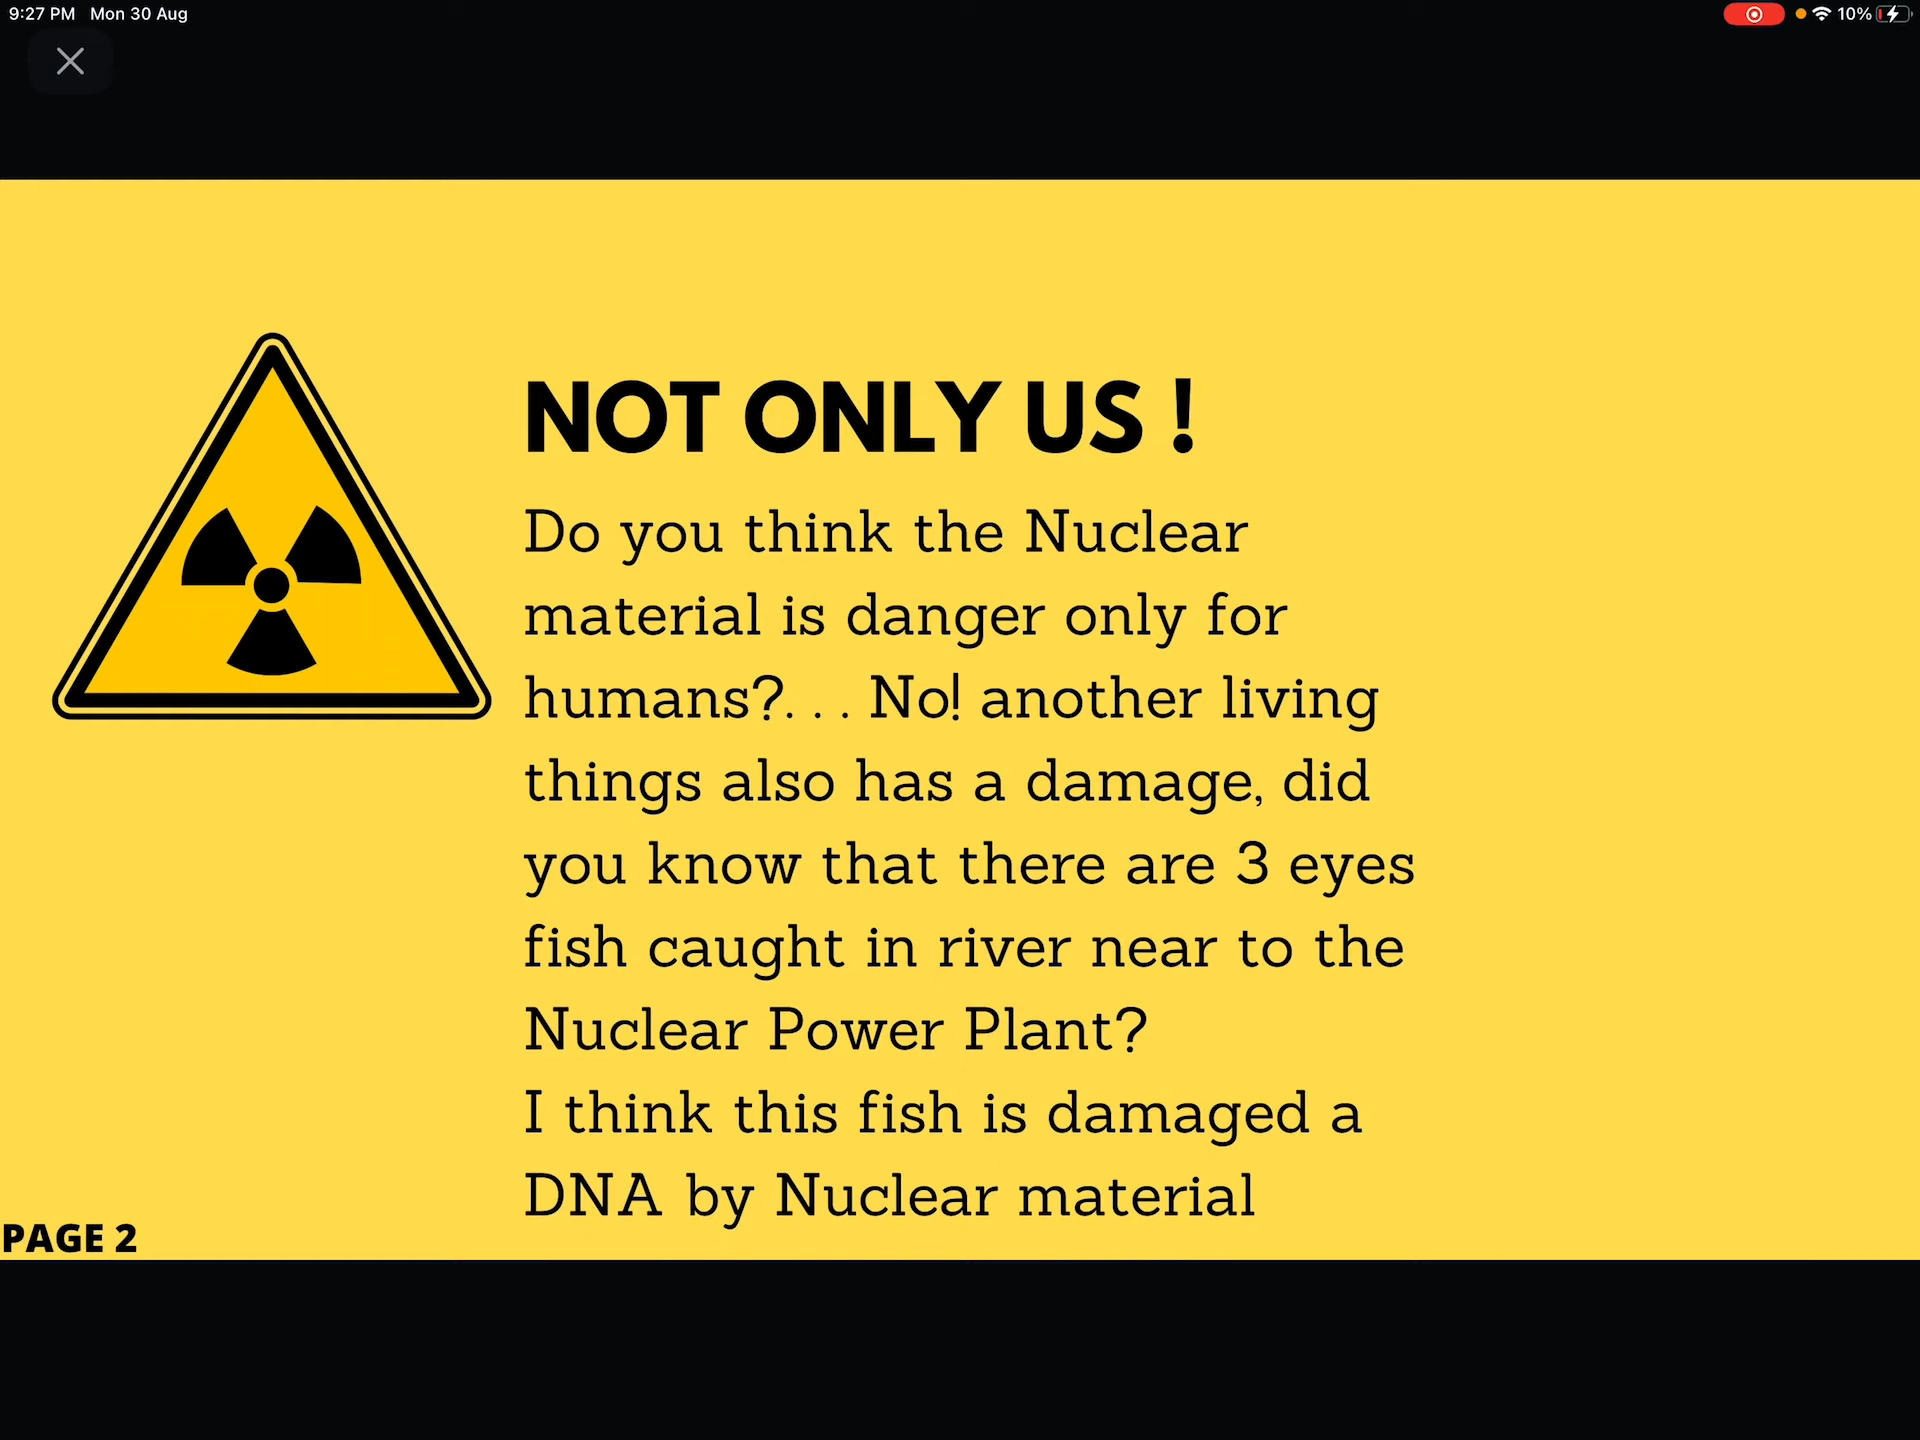 9:27 PM Mon 30 Aug
10%
NOT ONLY US !
Do you think the Nuclear
material is danger only for
humans?. . . No! another living
things also has a damage, did
you know that there are 3 eyes
fish caught in river near to the
Nuclear Power Plant?
I think this fish is damaged a
DNA by Nuclear material
PAGE 2